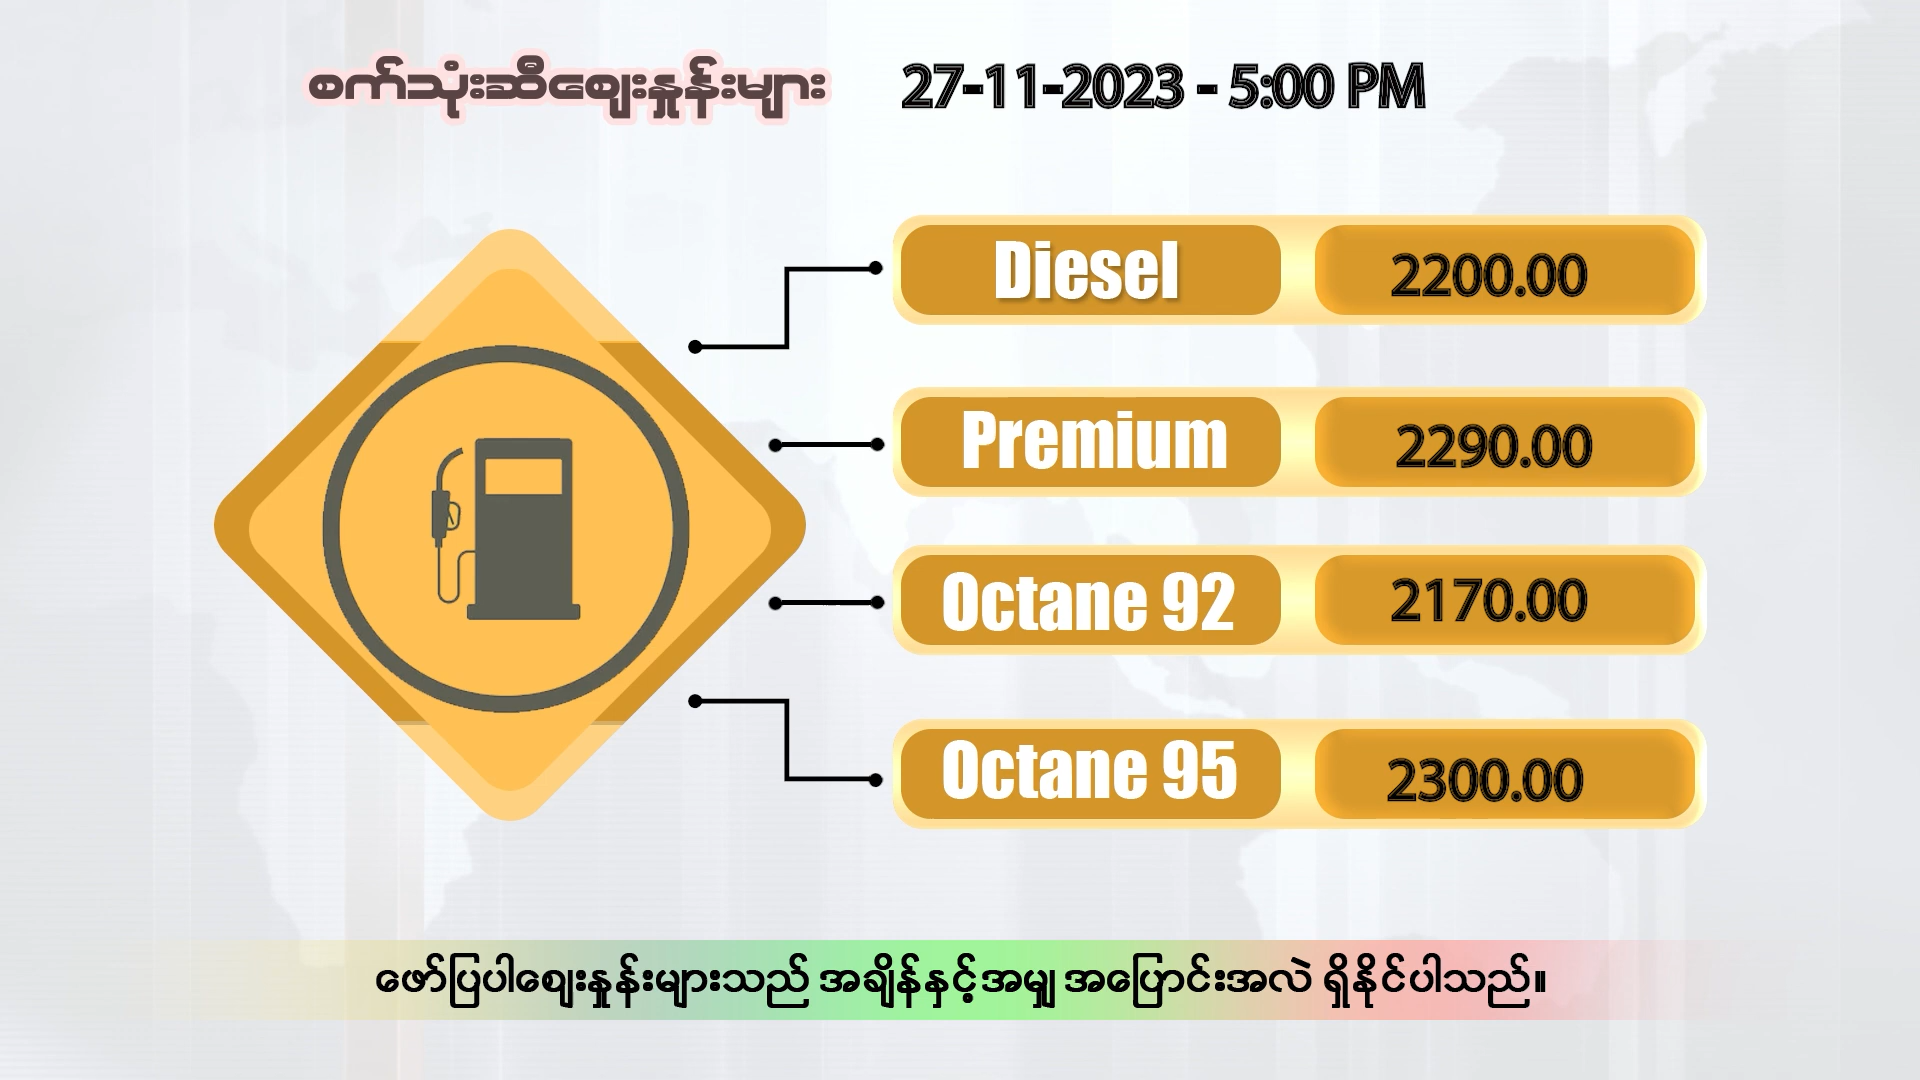 စက်သုံးဆီဈေးနှုန်းများ 27-11-2023 - 5:00 PM
Diesel 2200.00
Premium 2290.00
Octane 92 2170.00
Octane 95 2300.00
ဖော်ပြပါဈေးနှုန်းများသည် အချိန်နှင့်အမျှ အပြောင်းအလဲ ရှိနိုင်ပါသည်။